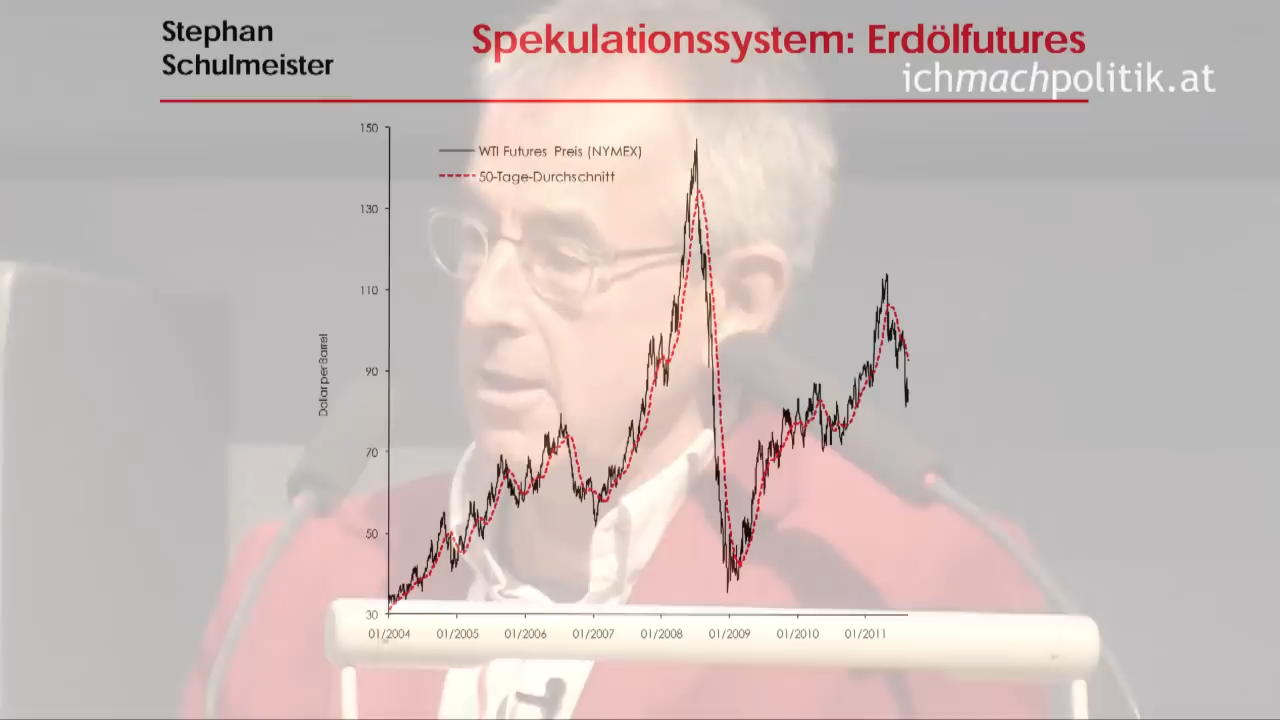 Stephan
Schulmeister
Spekulationssystem: Erdölfutures
ichmachpolitik.at
150
WTI Futures Preis (NYMEX)
50-Tage-Durchschnitt
130
110
Dollar per Barrel
90
70
50
30
01/2004 01/2005 01/2006 01/2007 01/2008 01/2009 01/2010 01/2011